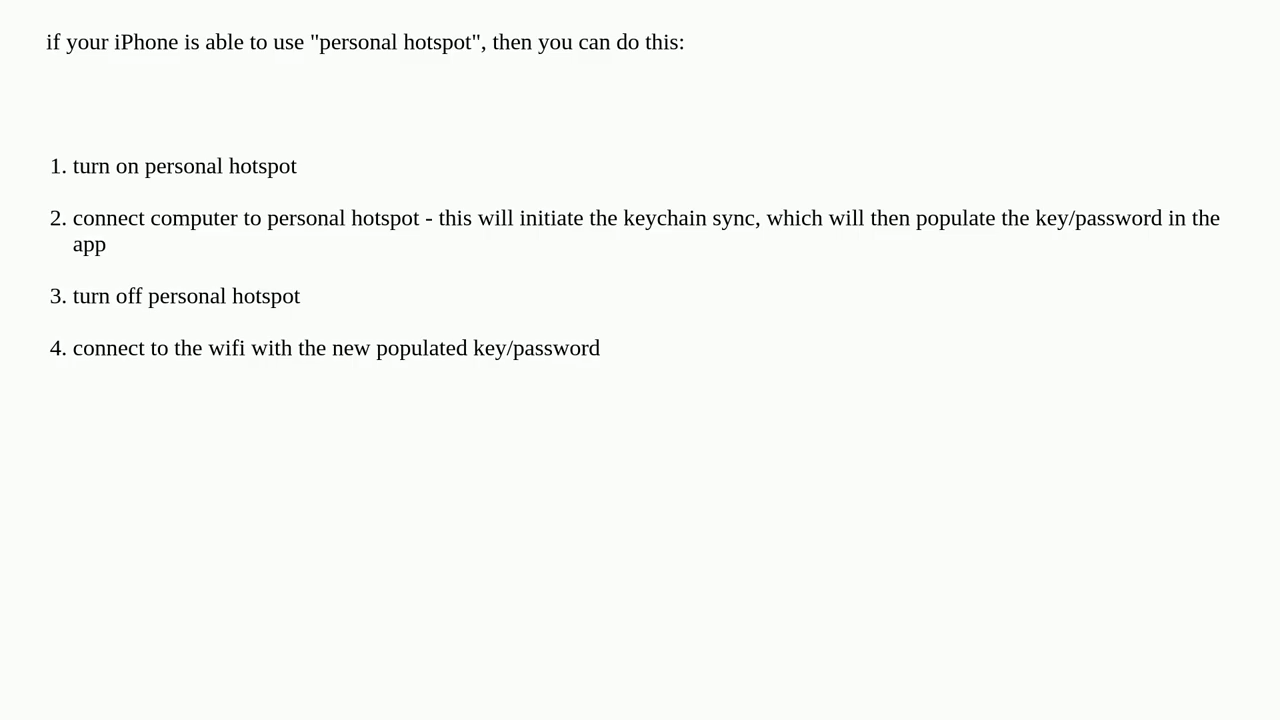 if your iPhone is able to use "personal hotspot", then you can do this:
1. turn on personal hotspot
2. connect computer to personal hotspot - this will initiate the keychain sync, which will then populate the key/password in the
app
3. turn off personal hotspot
4. connect to the wifi with the new populated key/password